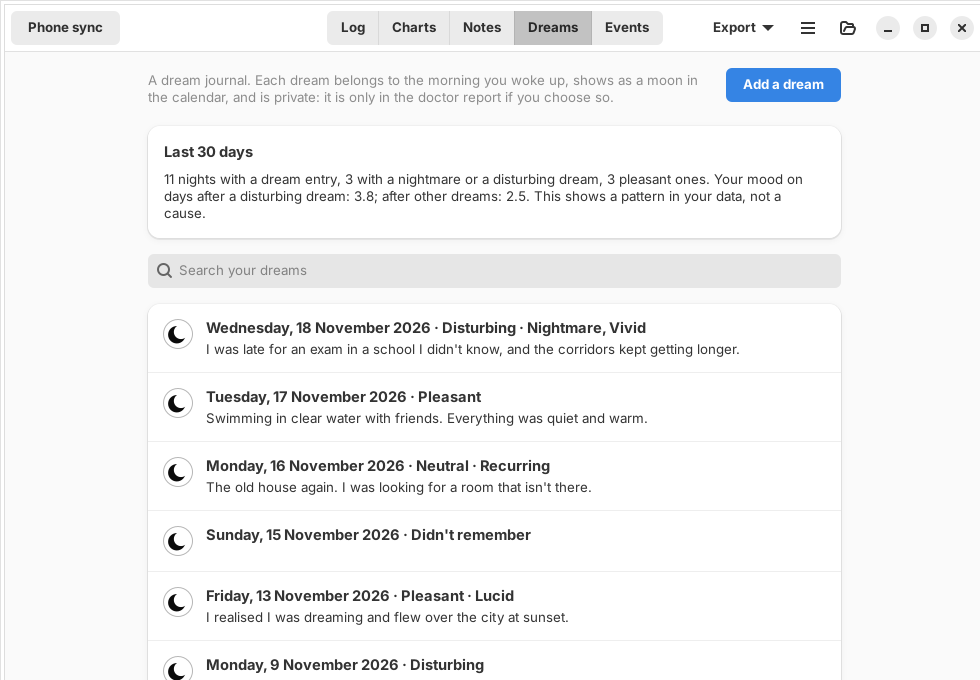 Phone sync
Log
Charts
Notes
Dreams
Events
Export
A dream journal. Each dream belongs to the morning you woke up, shows as a moon in
the calendar, and is private: it is only in the doctor report if you choose so.
Add a dream
Last 30 days
11 nights with a dream entry, 3 with a nightmare or a disturbing dream, 3 pleasant ones. Your mood on
days after a disturbing dream: 3.8; after other dreams: 2.5. This shows a pattern in your data, not a
cause.
Search your dreams
Wednesday, 18 November 2026 · Disturbing · Nightmare, Vivid
I was late for an exam in a school I didn't know, and the corridors kept getting longer.
Tuesday, 17 November 2026 · Pleasant
Swimming in clear water with friends. Everything was quiet and warm.
Monday, 16 November 2026 · Neutral · Recurring
The old house again. I was looking for a room that isn't there.
Sunday, 15 November 2026 · Didn't remember
Friday, 13 November 2026 · Pleasant · Lucid
I realised I was dreaming and flew over the city at sunset.
Monday, 9 November 2026 · Disturbing